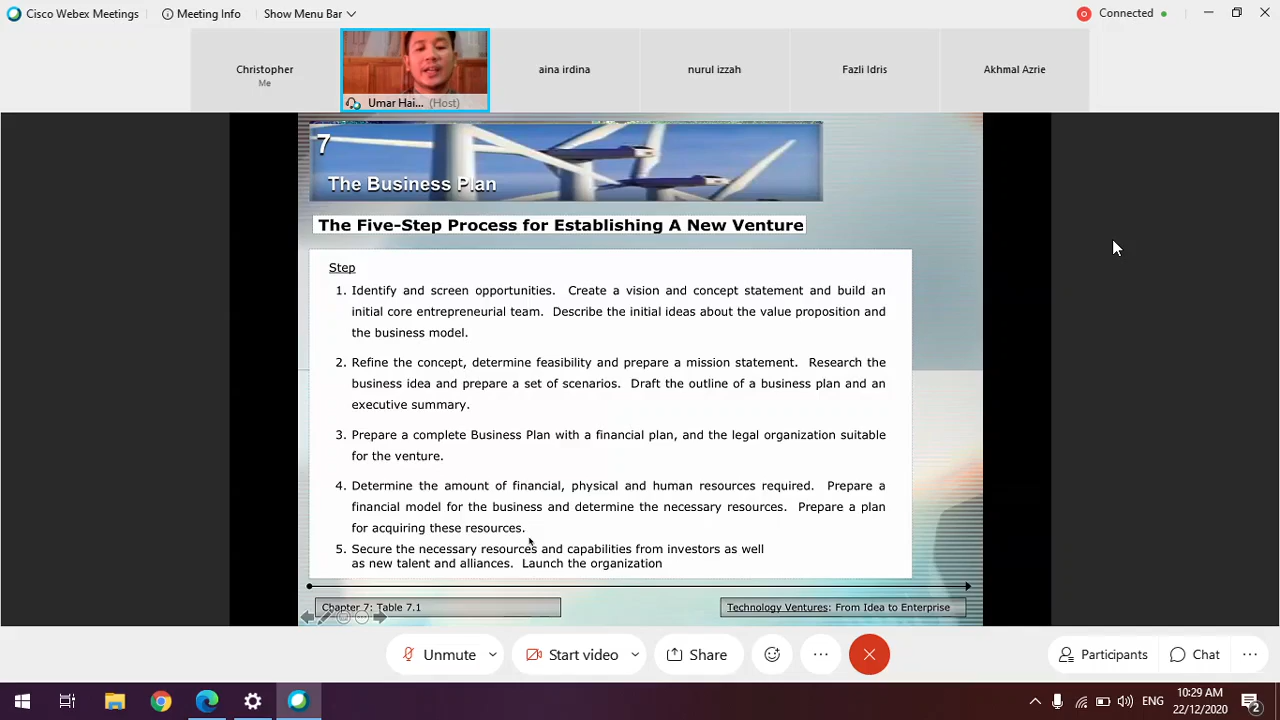 Cisco Webex Meetings
Meeting Info
Show Menu Bar
Connected
Christopher
Me
Umar Hai... (Host)
aina irdina
nurul izzah
Fazli Idris
Akhmal Azrie
7
The Business Plan
The Five-Step Process for Establishing A New Venture
Step
1. Identify and screen opportunities. Create a vision and concept statement and build an
initial core entrepreneurial team. Describe the initial ideas about the value proposition and
the business model.
2. Refine the concept, determine feasibility and prepare a mission statement. Research the
business idea and prepare a set of scenarios. Draft the outline of a business plan and an
executive summary.
3. Prepare a complete Business Plan with a financial plan, and the legal organization suitable
for the venture.
4. Determine the amount of financial, physical and human resources required. Prepare a
financial model for the business and determine the necessary resources. Prepare a plan
for acquiring these resources.
5. Secure the necessary resources and capabilities from investors as well
as new talent and alliances. Launch the organization
Chapter 7: Table 7.1
Technology Ventures: From Idea to Enterprise
Unmute
Start video
Share
Participants
Chat
ENG
10:29 AM
22/12/2020
2